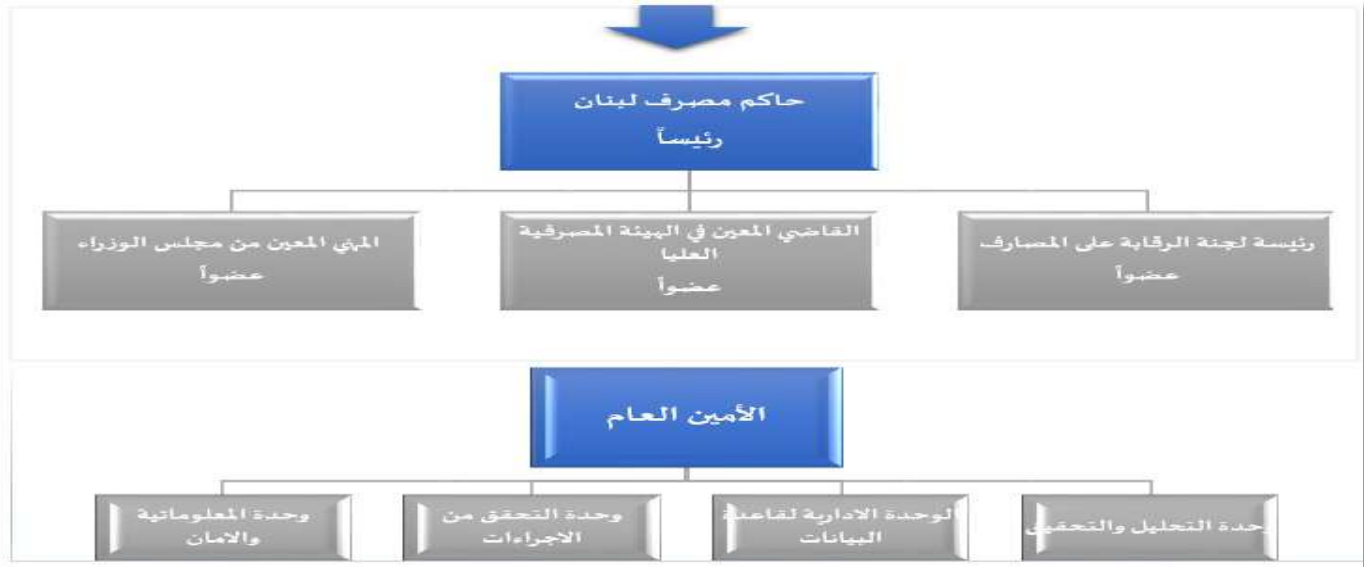 حاكم مصرف لبنان
رئيساً
رئيسة لجنة الرقابة على المصارف
عضواً
القاضي المعين في الهيئة المصرفية
العليا
عضواً
المهني المعين من مجلس الوزراء
عضواً
الأمين العام
وحدة التحليل والتحقيق
الوحدة الادارية لقاعدة
البيانات
وحدة التحقق من
الاجراءات
وحدة المعلوماتية
والامان